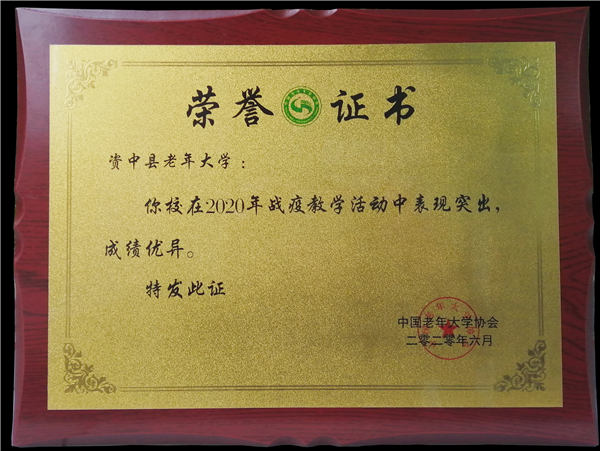 荣誉证书
资中县老年大学：
你校在2020年战疫教学活动中表现突出，
成绩优异。
特发此证
中国老年大学协会
二零二零年六月